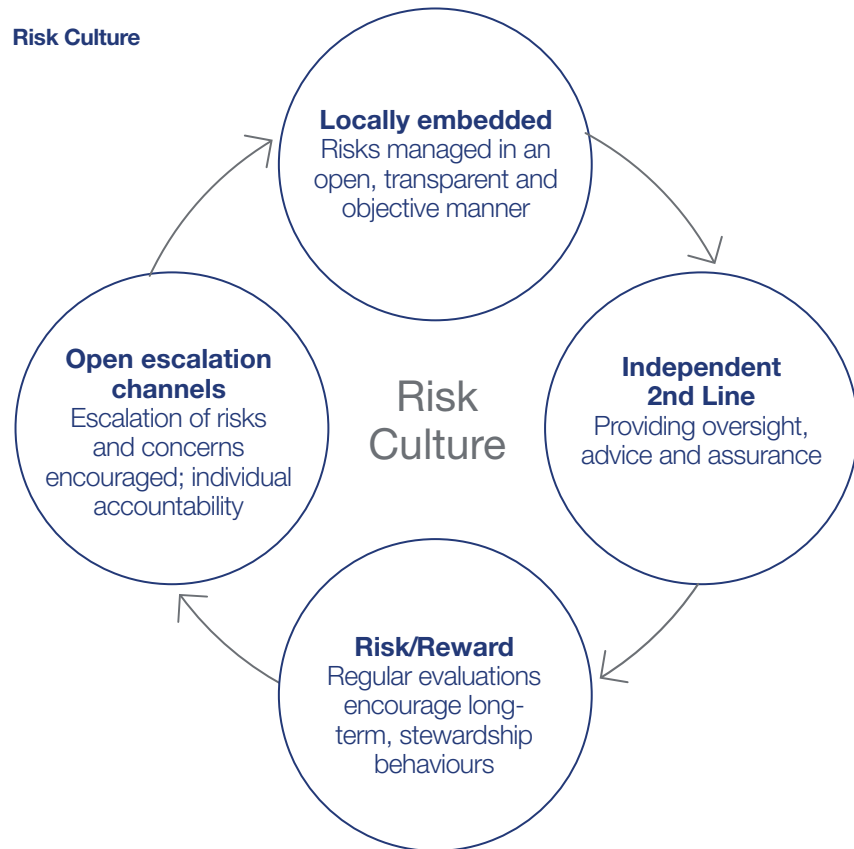 Risk Culture
Locally embedded
Risks managed in an
open, transparent and
objective manner
Open escalation
channels
Escalation of risks
and concerns
encouraged; individual
accountability
Risk
Culture
Independent
2nd Line
Providing oversight,
advice and assurance
Risk/Reward
Regular evaluations
encourage long-
term, stewardship
behaviours